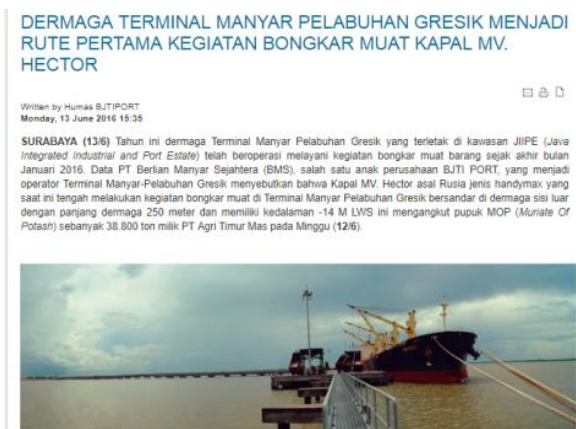 DERMAGA TERMINAL MANYAR PELABUHAN GRESIK MENJADI
RUTE PERTAMA KEGIATAN BONGKAR MUAT KAPAL MV.
HECTOR
Written by Humas BJTIPORT
Monday, 13 June 2016 15:35
SURABAYA (13/6) Tahun ini dermaga Terminal Manyar Pelabuhan Gresik yang terletak di kawasan JIIPE (Java
Integrated Industrial and Port Estate) telah beroperasi melayani kegiatan bongkar muat barang sejak akhir bulan
Januari 2016. Data PT Berlian Manyar Sejahtera (BMS), salah satu anak perusahaan BJTI PORT, yang menjadi
operator Terminal Manyar-Pelabuhan Gresik menyebutkan bahwa Kapal MV. Hector asal Rusia jenis handymax yang
saat ini tengah melakukan kegiatan bongkar muat di Terminal Manyar Pelabuhan Gresik bersandar di dermaga sisi luar
dengan panjang dermaga 250 meter dan memiliki kedalaman -14 M LWS ini mengangkut pupuk MOP (Muriate Of
Potash) sebanyak 38.800 ton milik PT Agri Timur Mas pada Minggu (12/6).